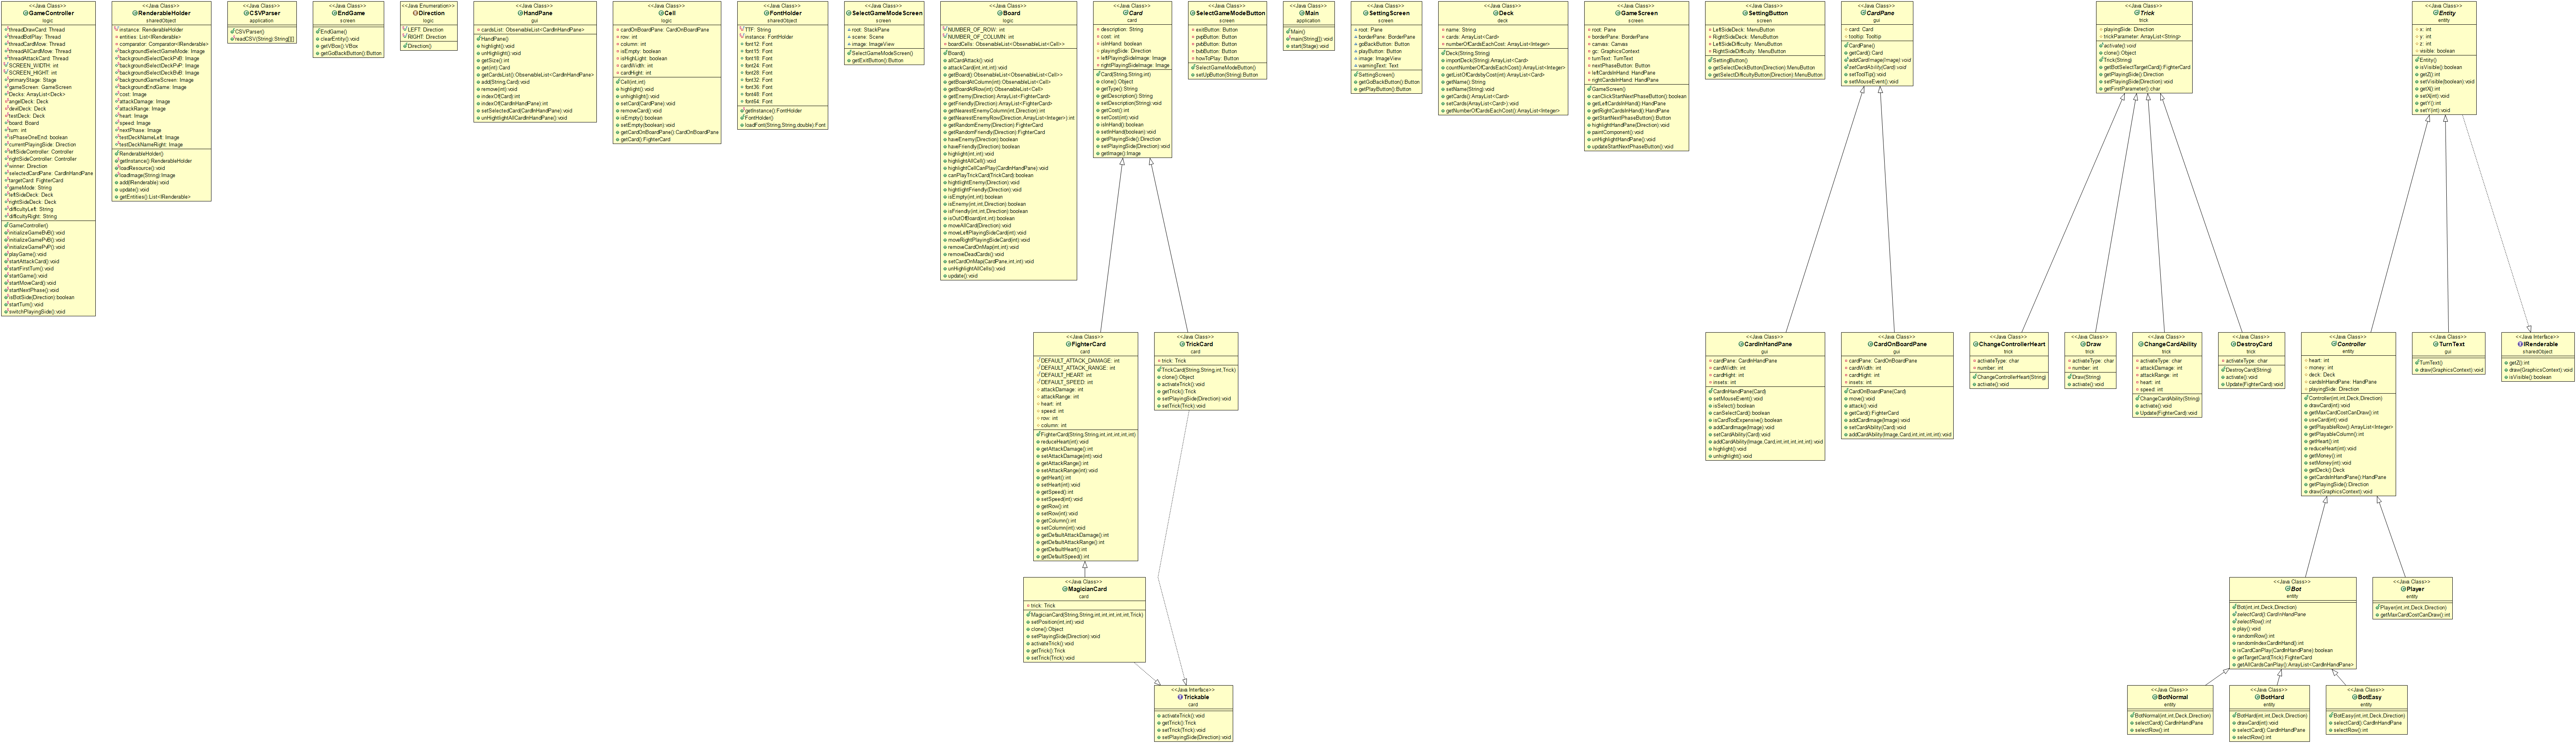 <<Java Class>>
GameController
logic
threadDrawCard: Thread
threadBotPlay: Thread
threadCardMove: Thread
threadAllCardMove: Thread
threadAttackCard: Thread
SCREEN_WIDTH: int
SCREEN_HIGHT: int
primaryStage: Stage
gameScreen: GameScreen
Decks: ArrayList<Deck>
angelDeck: Deck
devilDeck: Deck
testDeck: Deck
board: Board
turn: int
isPhaseOneEnd: boolean
currentPlayingSide: Direction
leftSideController: Controller
rightSideController: Controller
winner: Direction
selectedCardPane: CardInHandPane
targetCard: FighterCard
gameMode: String
leftSideDeck: Deck
rightSideDeck: Deck
difficultyLeft: String
difficultyRight: String
GameController()
initializeGameBvB():void
initializeGamePvB():void
initializeGamePvP():void
playGame():void
startAttackCard():void
startFirstTurn():void
startGame():void
startMoveCard():void
startNextPhase():void
isBotSide(Direction):boolean
startTurn():void
switchPlayingSide():void
<<Java Class>>
RenderableHolder
sharedObject
instance: RenderableHolder
entities: List<IRenderable>
comparator: Comparator<IRenderable>
backgroundSelectGameMode: Image
backgroundSelectDeckPvB: Image
backgroundSelectDeckPvP: Image
backgroundSelectDeckBvB: Image
backgroundGameScreen: Image
backgroundEndGame: Image
cost: Image
attackDamage: Image
attackRange: Image
heart: Image
speed: Image
nextPhase: Image
testDeckNameLeft: Image
testDeckNameRight: Image
RenderableHolder()
getInstance():RenderableHolder
loadResource():void
loadImage(String):Image
add(IRenderable):void
update():void
getEntities():List<IRenderable>
<<Java Class>>
CSVParser
application
CSVParser()
readCSV(String):String[][]
<<Java Class>>
EndGame
screen
EndGame()
clearEntity():void
getVBox():VBox
getGoBackButton():Button
<<Java Enumeration>>
Direction
logic
LEFT: Direction
RIGHT: Direction
Direction()
<<Java Class>>
HandPane
gui
cardsList: ObservableList<CardInHandPane>
HandPane()
highlight():void
unHighlight():void
getSize():int
get(int):Card
getCardsList():ObservableList<CardInHandPane>
add(String,Card):void
remove(int):void
indexOf(Card):int
indexOf(CardInHandPane):int
setSelectedCard(CardInHandPane):void
unHightlightAllCardInHandPane():void
<<Java Class>>
Cell
logic
cardOnBoardPane: CardOnBoardPane
row: int
column: int
isEmpty: boolean
isHighLight: boolean
cardWidth: int
cardHight: int
Cell(int,int)
highlight():void
unhighlight():void
setCard(CardPane):void
removeCard():void
isEmpty():boolean
setEmpty(boolean):void
getCardOnBoardPane():CardOnBoardPane
getCard():FighterCard
<<Java Class>>
FontHolder
sharedObject
TTF: String
instance: FontHolder
font12: Font
font15: Font
font18: Font
font20: Font
font24: Font
font28: Font
font32: Font
font36: Font
font48: Font
font64: Font
getInstance():FontHolder
FontHolder()
loadFont(String,String,double):Font
<<Java Class>>
SelectGameModeScreen
screen
root: StackPane
scene: Scene
image: ImageView
SelectGameModeScreen()
getExitButton():Button
<<Java Class>>
Board
logic
NUMBER_OF_ROW: int
NUMBER_OF_COLUMN: int
boardCells: ObservableList<ObservableList<Cell>>
Board()
allCardAttack():void
attackCard(int,int,int):void
getBoard():ObservableList<ObservableList<Cell>>
getBoardAtColumn(int):ObservableList<Cell>
getBoardAtRow(int):ObservableList<Cell>
getEnemy(Direction):ArrayList<FighterCard>
getFriendly(Direction):ArrayList<FighterCard>
getNearestEnemyColumn(int,Direction):int
getNearestEnemyRow(Direction,ArrayList<Integer>):int
getRandomEnemy(Direction):FighterCard
getRandomFriendly(Direction):FighterCard
haveEnemy(Direction):boolean
haveFriendly(Direction):boolean
highlight(int,int):void
highlightAllCell():void
highlightCellCanPlay(CardInHandPane):void
canPlayTrickCard(TrickCard):boolean
hightlightEnemy(Direction):void
hightlightFriendly(Direction):void
isEmpty(int,int):boolean
isEnemy(int,int,Direction):boolean
isFriendly(int,int,Direction):boolean
isOutOfBoard(int,int):boolean
moveAllCard(Direction):void
moveLeftPlayingSideCard(int):void
moveRightPlayingSideCard(int):void
removeCardOnMap(int,int):void
removeDeadCards():void
setCardOnMap(CardPane,int,int):void
unHighlightAllCells():void
update():void
<<Java Class>>
Card
card
description: String
cost: int
isInHand: boolean
playingSide: Direction
leftPlayingSideImage: Image
rightPlayingSideImage: Image
Card(String,String,int)
clone():Object
getType():String
getDescription():String
setDescription(String):void
getCost():int
setCost(int):void
isInHand():boolean
setInHand(boolean):void
getPlayingSide():Direction
setPlayingSide(Direction):void
getImage():Image
<<Java Class>>
SelectGameModeButton
screen
exitButton: Button
pvpButton: Button
pvbButton: Button
bvbButton: Button
howToPlay: Button
SelectGameModeButton()
setUpButton(String):Button
<<Java Class>>
Main
application
Main()
main(String[]):void
start(Stage):void
<<Java Class>>
SettingScreen
screen
root: Pane
borderPane: BorderPane
goBackButton: Button
playButton: Button
image: ImageView
warningText: Text
SettingScreen()
getGoBackButton():Button
getPlayButton():Button
<<Java Class>>
Deck
deck
name: String
cards: ArrayList<Card>
numberOfCardsEachCost: ArrayList<Integer>
Deck(String,String)
importDeck(String):ArrayList<Card>
countNumberOfCardsEachCost():ArrayList<Integer>
getName():String
getListOfCardsbyCost(int):ArrayList<Card>
setName(String):void
getCards():ArrayList<Card>
setCards(ArrayList<Card>):void
getNumberOfCardsEachCost():ArrayList<Integer>
<<Java Class>>
GameScreen
screen
root: Pane
borderPane: BorderPane
canvas: Canvas
gc: GraphicsContext
turnText: TurnText
nextPhaseButton: Button
leftCardsInHand: HandPane
rightCardsInHand: HandPane
GameScreen()
canClickStartNextPhaseButton():boolean
getLeftCardsInHand():HandPane
getRightCardsInHand():HandPane
getStartNextPhaseButton():Button
highlightHandPane(Direction):void
paintComponent():void
unHighlightHandPane():void
updateStartNextPhaseButton():void
<<Java Class>>
SettingButton
screen
LeftSideDeck: MenuButton
RightSideDeck: MenuButton
LeftSideDifficulty: MenuButton
RightSideDifficulty: MenuButton
SettingButton()
getSelectDeckButton(Direction):MenuButton
getSelectDifficultyButton(Direction):MenuButton
<<Java Class>>
CardPane
gui
card: Card
tooltip: Tooltip
CardPane()
getCard():Card
addCardImage(Image):void
setCardAbility(Card):void
setToolTip():void
setMouseEvent():void
<<Java Class>>
Trick
trick
playingSide: Direction
trickParameter: ArrayList<String>
activate():void
clone():Object
Trick(String)
getBotSelectTargetCard():FighterCard
getPlayingSide():Direction
setPlayingSide(Direction):void
getFirstParameter():char
<<Java Class>>
Entity
entity
x: int
y: int
z: int
visible: boolean
Entity()
isVisible():boolean
getZ():int
setVisible(boolean):void
getX():int
setX(int):void
getY():int
setY(int):void
<<Java Class>>
FighterCard
card
DEFAULT_ATTACK_DAMAGE: int
DEFAULT_ATTACK_RANGE: int
DEFAULT_HEART: int
DEFAULT_SPEED: int
attackDamage: int
attackRange: int
heart: int
speed: int
row: int
column: int
FighterCard(String,String,int,int,int,int,int)
reduceHeart(int):void
getAttackDamage():int
setAttackDamage(int):void
getAttackRange():int
setAttackRange(int):void
getHeart():int
setHeart(int):void
getSpeed():int
setSpeed(int):void
getRow():int
setRow(int):void
getColumn():int
setColumn(int):void
getDefaultAttackDamage():int
getDefaultAttackRange():int
getDefaultHeart():int
getDefaultSpeed():int
<<Java Class>>
TrickCard
card
trick: Trick
TrickCard(String,String,int,Trick)
clone():Object
activateTrick():void
getTrick():Trick
setPlayingSide(Direction):void
setTrick(Trick):void
<<Java Class>>
CardInHandPane
gui
cardPane: CardInHandPane
cardWidth: int
cardHight: int
insets: int
CardInHandPane(Card)
setMouseEvent():void
isSelect():boolean
canSelectCard():boolean
isCardTooExpensive():boolean
addCardImage(Image):void
setCardAbility(Card):void
addCardAbility(Image,Card,int,int,int,int,int):void
highlight():void
unhighlight():void
<<Java Class>>
CardOnBoardPane
gui
cardPane: CardOnBoardPane
cardWidth: int
cardHight: int
insets: int
CardOnBoardPane(Card)
move():void
attack():void
getCard():FighterCard
addCardImage(Image):void
setCardAbility(Card):void
addCardAbility(Image,Card,int,int,int,int):void
<<Java Class>>
ChangeControllerHeart
trick
activateType: char
number: int
ChangeControllerHeart(String)
activate():void
<<Java Class>>
Draw
trick
activateType: char
number: int
Draw(String)
activate():void
<<Java Class>>
ChangeCardAbility
trick
activateType: char
attackDamage: int
attackRange: int
heart: int
speed: int
ChangeCardAbility(String)
activate():void
Update(FighterCard):void
<<Java Class>>
DestroyCard
trick
activateType: char
DestroyCard(String)
activate():void
Update(FighterCard):void
<<Java Class>>
Controller
entity
heart: int
money: int
deck: Deck
cardsInHandPane: HandPane
playingSide: Direction
Controller(int,int,Deck,Direction)
drawCard(int):void
getMaxCardCostCanDraw():int
useCard(int):void
getPlayableRow():ArrayList<Integer>
getPlayableColumn():int
getHeart():int
reduceHeart(int):void
getMoney():int
setMoney(int):void
getDeck():Deck
getCardsInHandPane():HandPane
getPlayingSide():Direction
draw(GraphicsContext):void
<<Java Class>>
TurnText
gui
TurnText()
draw(GraphicsContext):void
<<Java Interface>>
IRenderable
sharedObject
getZ():int
draw(GraphicsContext):void
isVisible():boolean
<<Java Class>>
MagicianCard
card
trick: Trick
MagicianCard(String,String,int,int,int,int,int,Trick)
setPosition(int,int):void
clone():Object
setPlayingSide(Direction):void
activateTrick():void
getTrick():Trick
setTrick(Trick):void
<<Java Class>>
Bot
entity
Bot(int,int,Deck,Direction)
selectCard():CardInHandPane
selectRow():int
play():void
randomRow():int
randomIndexCardInHand():int
isCardCanPlay(CardInHandPane):boolean
getTargetCard(Trick):FighterCard
getAllCardsCanPlay():ArrayList<CardInHandPane>
<<Java Class>>
Player
entity
Player(int,int,Deck,Direction)
getMaxCardCostCanDraw():int
<<Java Interface>>
Trickable
card
activateTrick():void
getTrick():Trick
setTrick(Trick):void
setPlayingSide(Direction):void
<<Java Class>>
BotNormal
entity
BotNormal(int,int,Deck,Direction)
selectCard():CardInHandPane
selectRow():int
<<Java Class>>
BotHard
entity
BotHard(int,int,Deck,Direction)
drawCard(int):void
selectCard():CardInHandPane
selectRow():int
<<Java Class>>
BotEasy
entity
BotEasy(int,int,Deck,Direction)
selectCard():CardInHandPane
selectRow():int